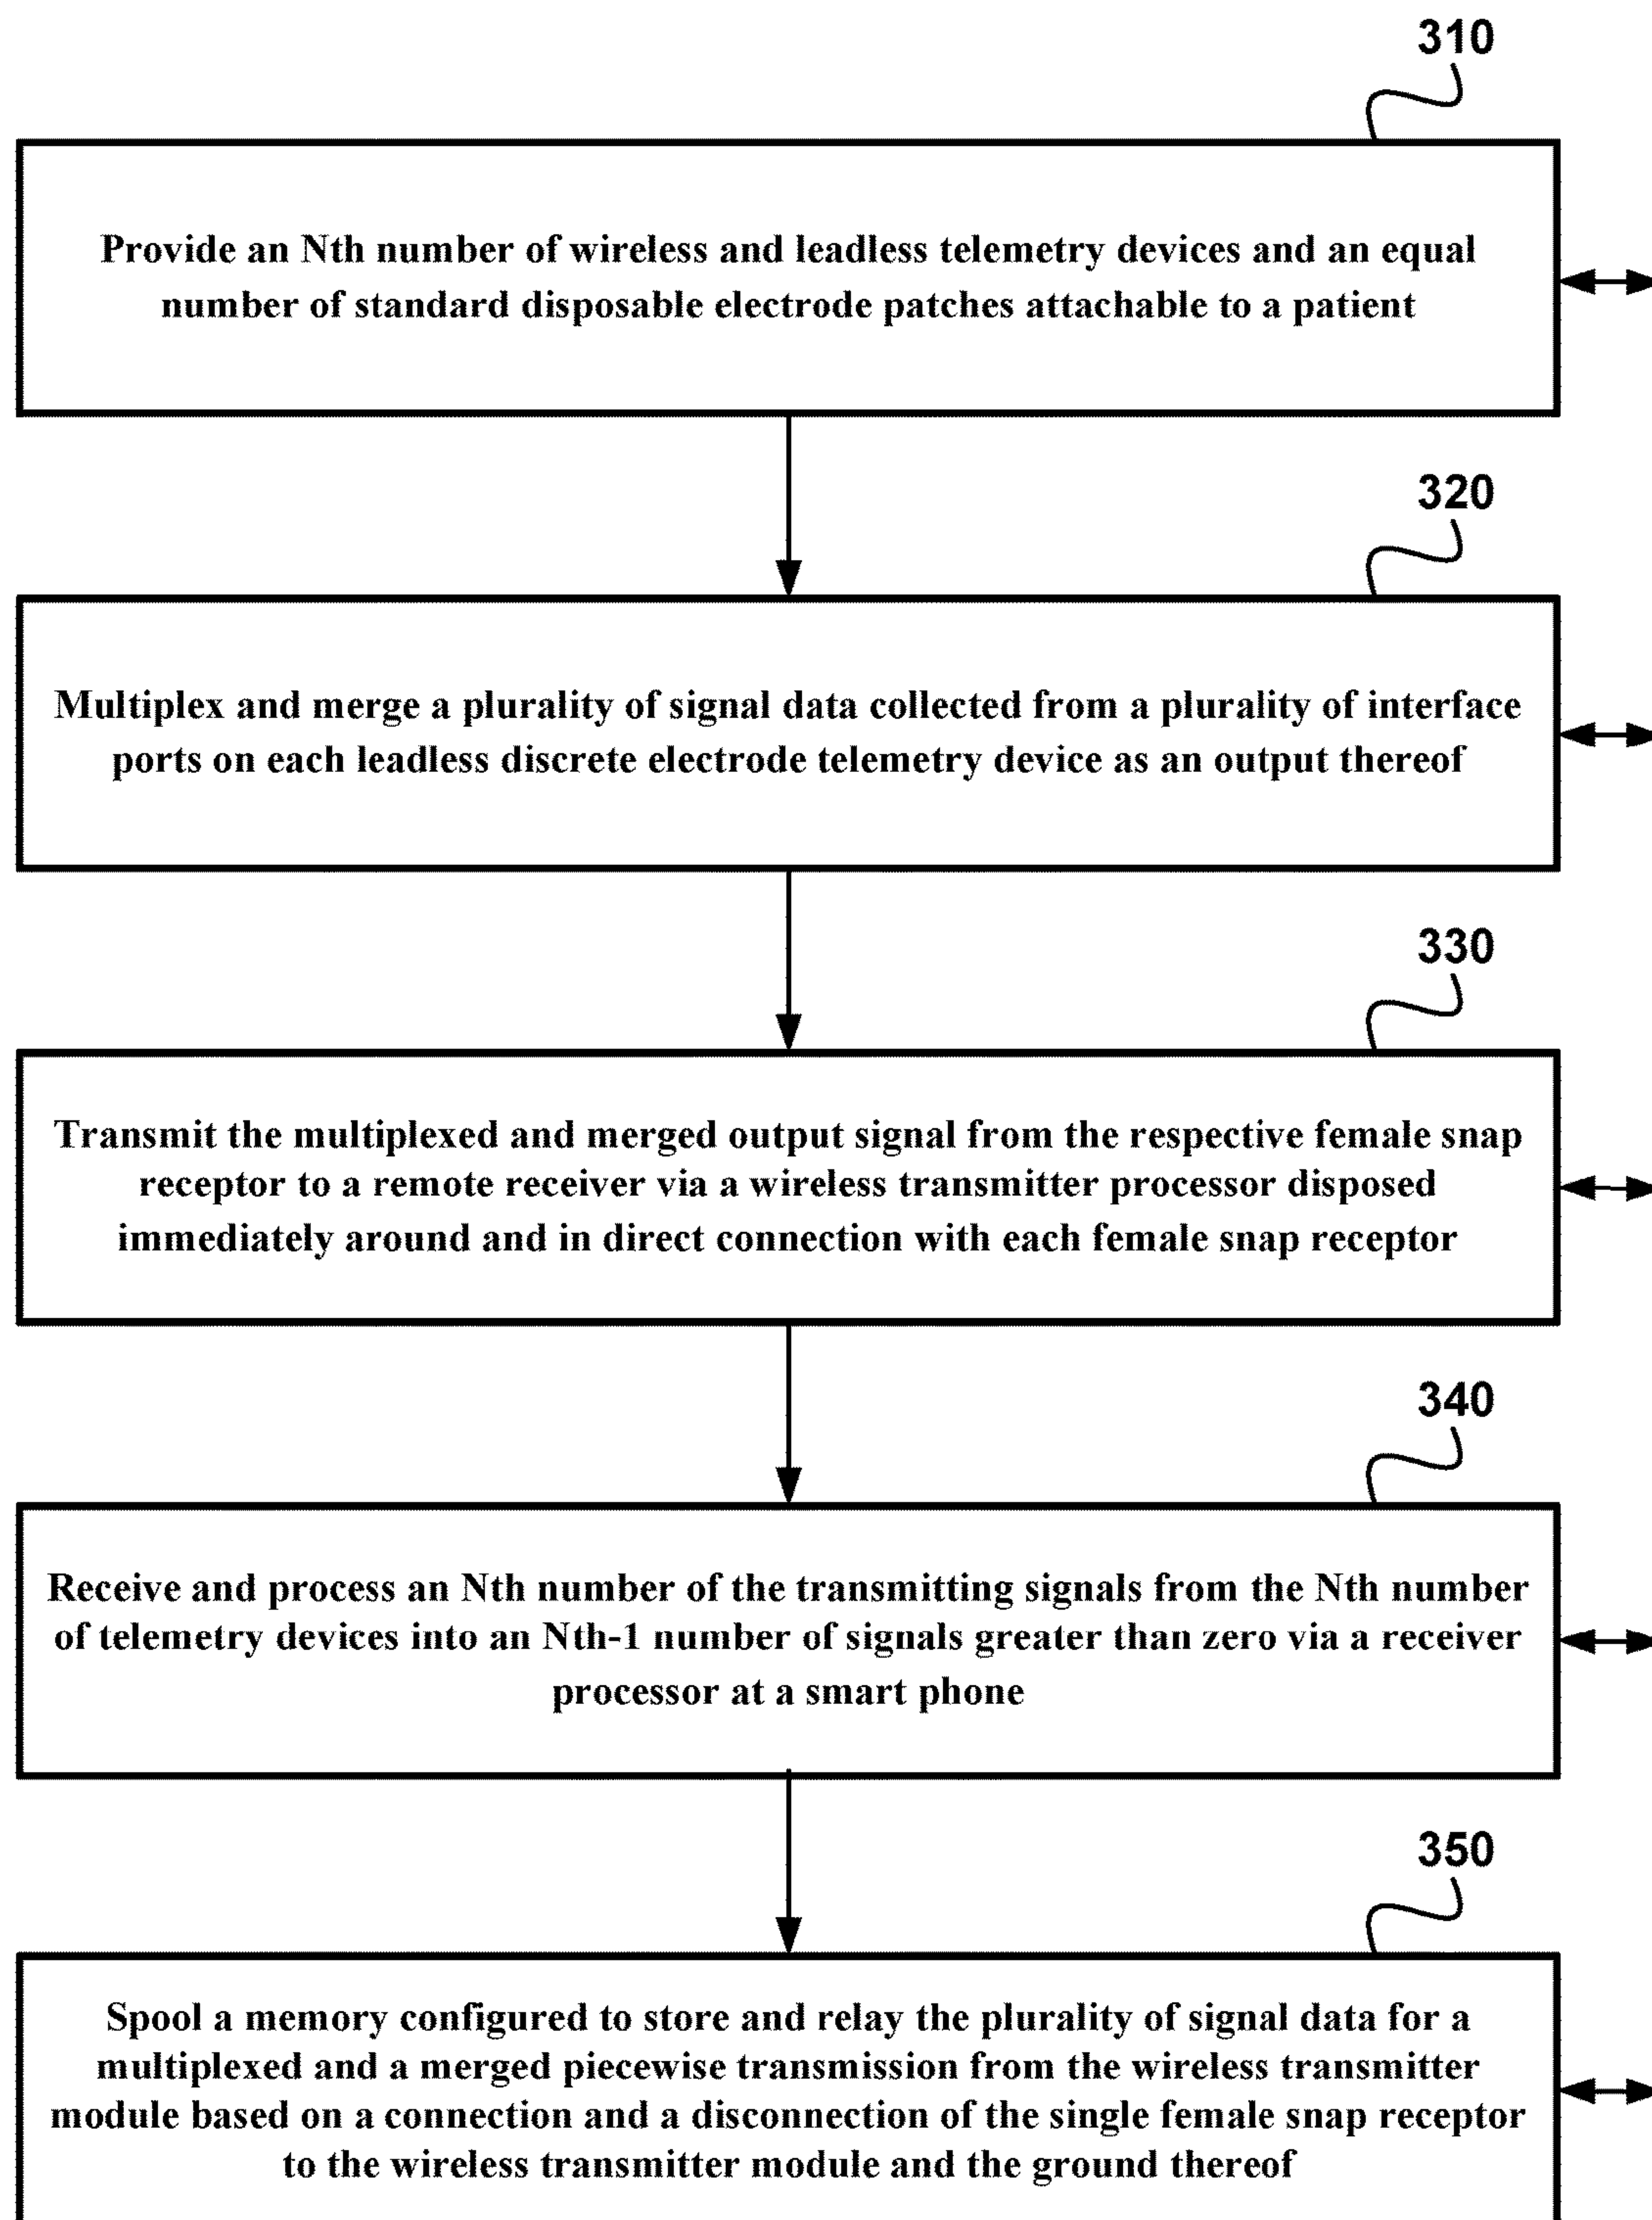 310
Provide an Nth number of wireless and leadless telemetry devices and an equal
number of standard disposable electrode patches attachable to a patient
320
Multiplex and merge a plurality of signal data collected from a plurality of interface
ports on each leadless discrete electrode telemetry device as an output thereof
330
Transmit the multiplexed and merged output signal from the respective female snap
receptor to a remote receiver via a wireless transmitter processor disposed
immediately around and in direct connection with each female snap receptor
340
Receive and process an Nth number of the transmitting signals from the Nth number
of telemetry devices into an Nth-1 number of signals greater than zero via a receiver
processor at a smart phone
350
Spool a memory configured to store and relay the plurality of signal data for a
multiplexed and a merged piecewise transmission from the wireless transmitter
module based on a connection and a disconnection of the single female snap receptor
to the wireless transmitter module and the ground thereof